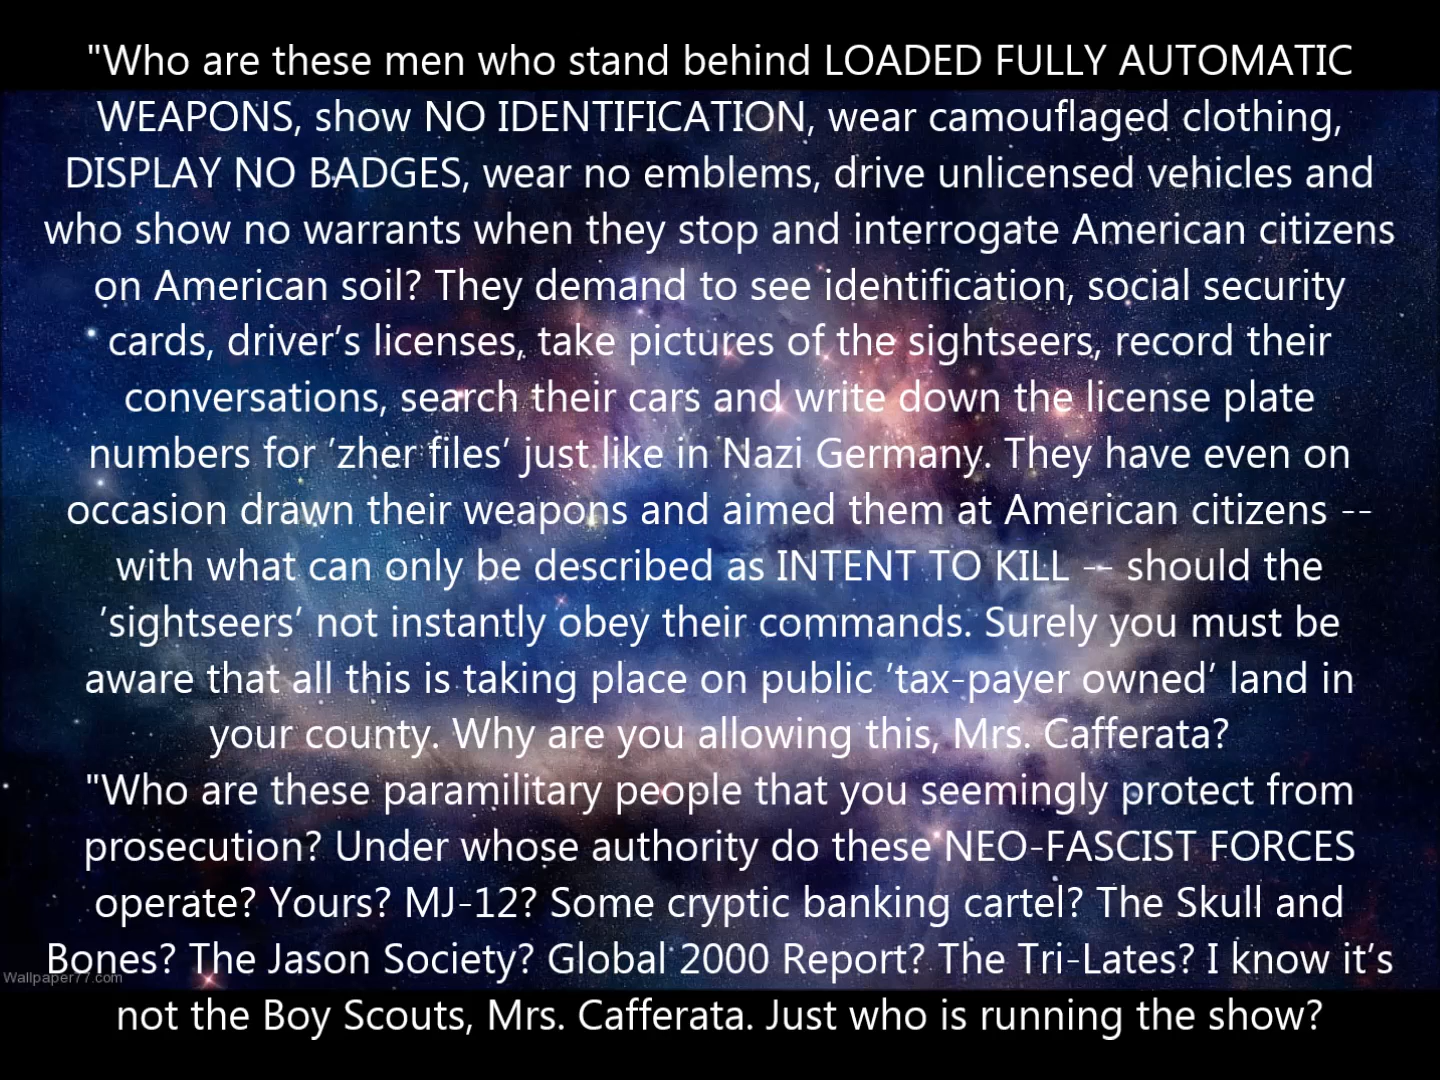 "Who are these men who stand behind LOADED FULLY AUTOMATIC
WEAPONS, show NO IDENTIFICATION, wear camouflaged clothing,
DISPLAY NO BADGES, wear no emblems, drive unlicensed vehicles and
who show no warrants when they stop and interrogate American citizens
on American soil? They demand to see identification, social security
cards, driver’s licenses, take pictures of the sightseers, record their
conversations, search their cars and write down the license plate
numbers for ’zher files’ just like in Nazi Germany. They have even on
occasion drawn their weapons and aimed them at American citizens --
with what can only be described as INTENT TO KILL -- should the
’sightseers’ not instantly obey their commands. Surely you must be
aware that all this is taking place on public ’tax-payer owned’ land in
your county. Why are you allowing this, Mrs. Cafferata?
"Who are these paramilitary people that you seemingly protect from
prosecution? Under whose authority do these NEO-FASCIST FORCES
operate? Yours? MJ-12? Some cryptic banking cartel? The Skull and
Bones? The Jason Society? Global 2000 Report? The Tri-Lates? I know it’s
Wallpaper77.com
not the Boy Scouts, Mrs. Cafferata. Just who is running the show?